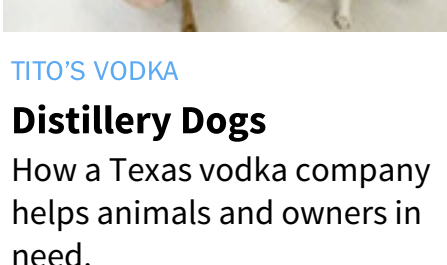 TITO'S VODKA
Distillery Dogs
How a Texas vodka company
helps animals and owners in
need.